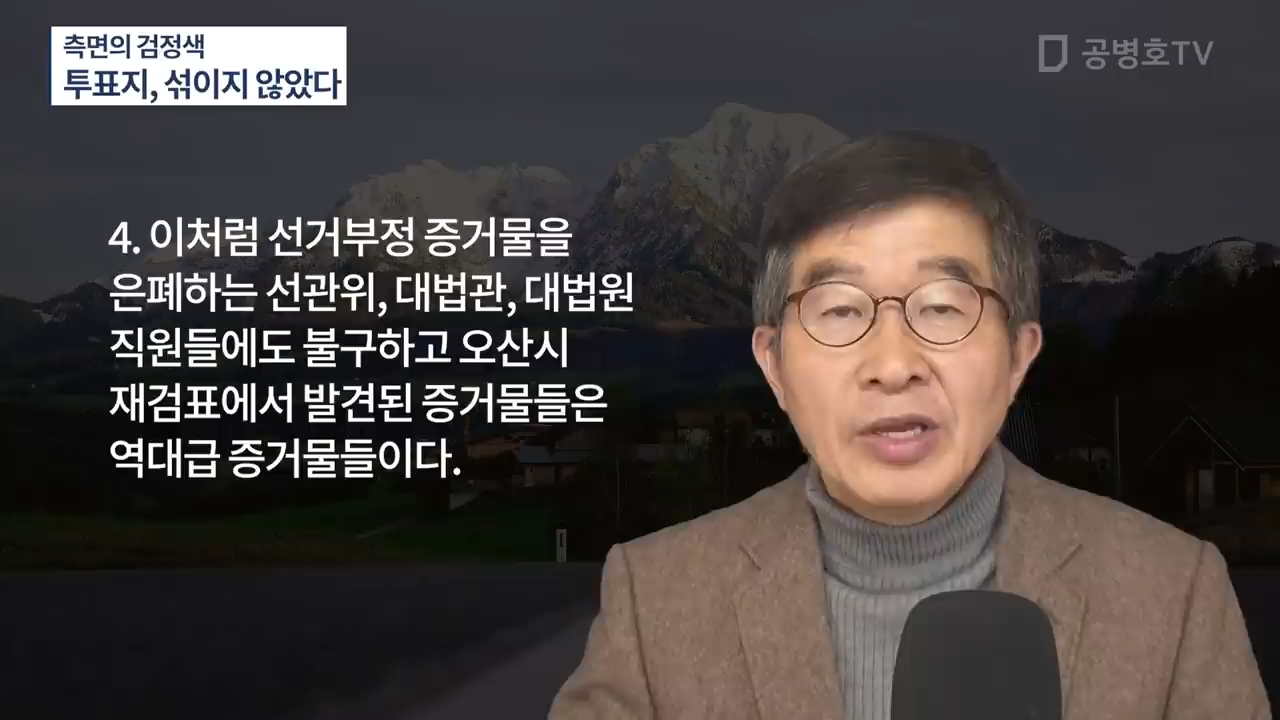 측면의 검정색
투표지, 섞이지 않았다
공병호TV
4. 이처럼 선거부정 증거물을
은폐하는 선관위, 대법관, 대법원
직원들에도 불구하고 오산시
재검표에서 발견된 증거물들은
역대급 증거물들이다.